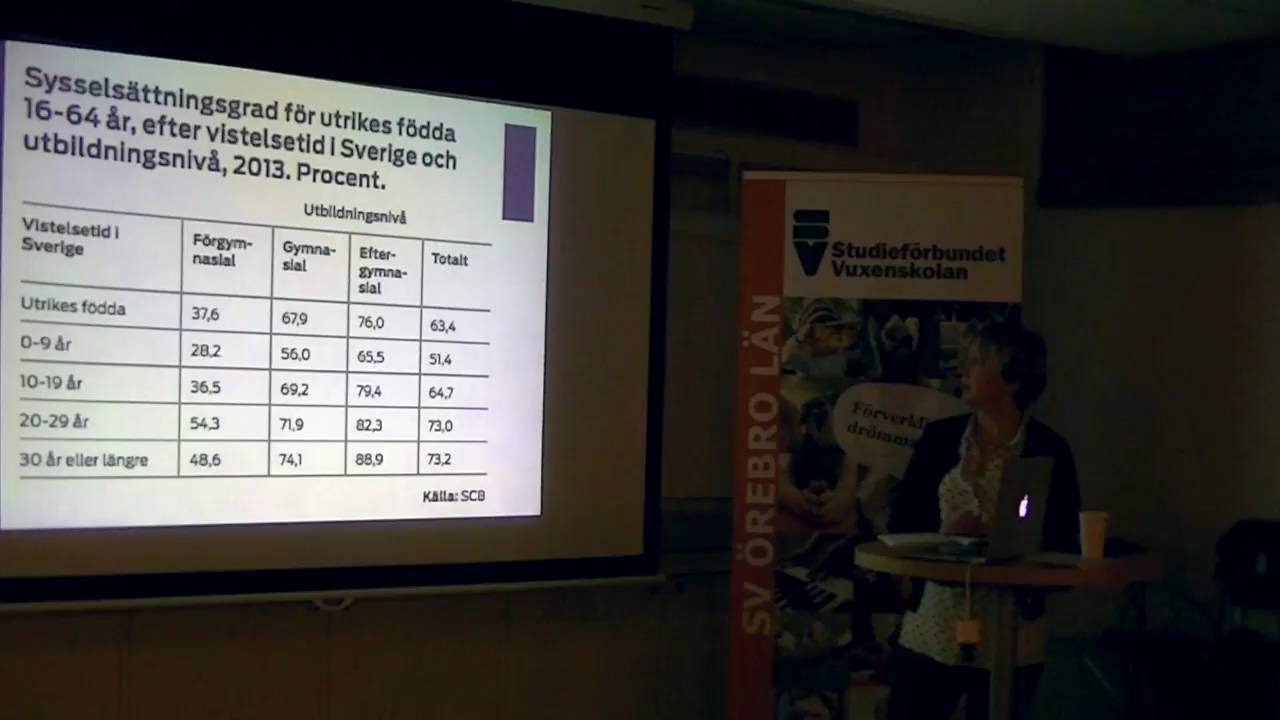 Sysselsättningsgrad för utrikes födda
16-64 år, efter vistelsetid i Sverige och
utbildningsnivå, 2013. Procent.
Utbildningsnivå
Vistelsetid i
Sverige
Förgym-
nasial
Gymna-
sial
Efter-
gymna-
sial
Totalt
Utrikes födda 37,6 67,9 76,0 63,4
0-9 år 28,2 56,0 65,5 51,4
10-19 år 36,5 69,2 79,4 64,7
20-29 år 54,3 71,9 82,3 73,0
30 år eller längre 48,6 74,1 88,9 73,2
Källa: SCB
SV
Studieförbundet
Vuxenskolan
SV ÖREBRO LÄN